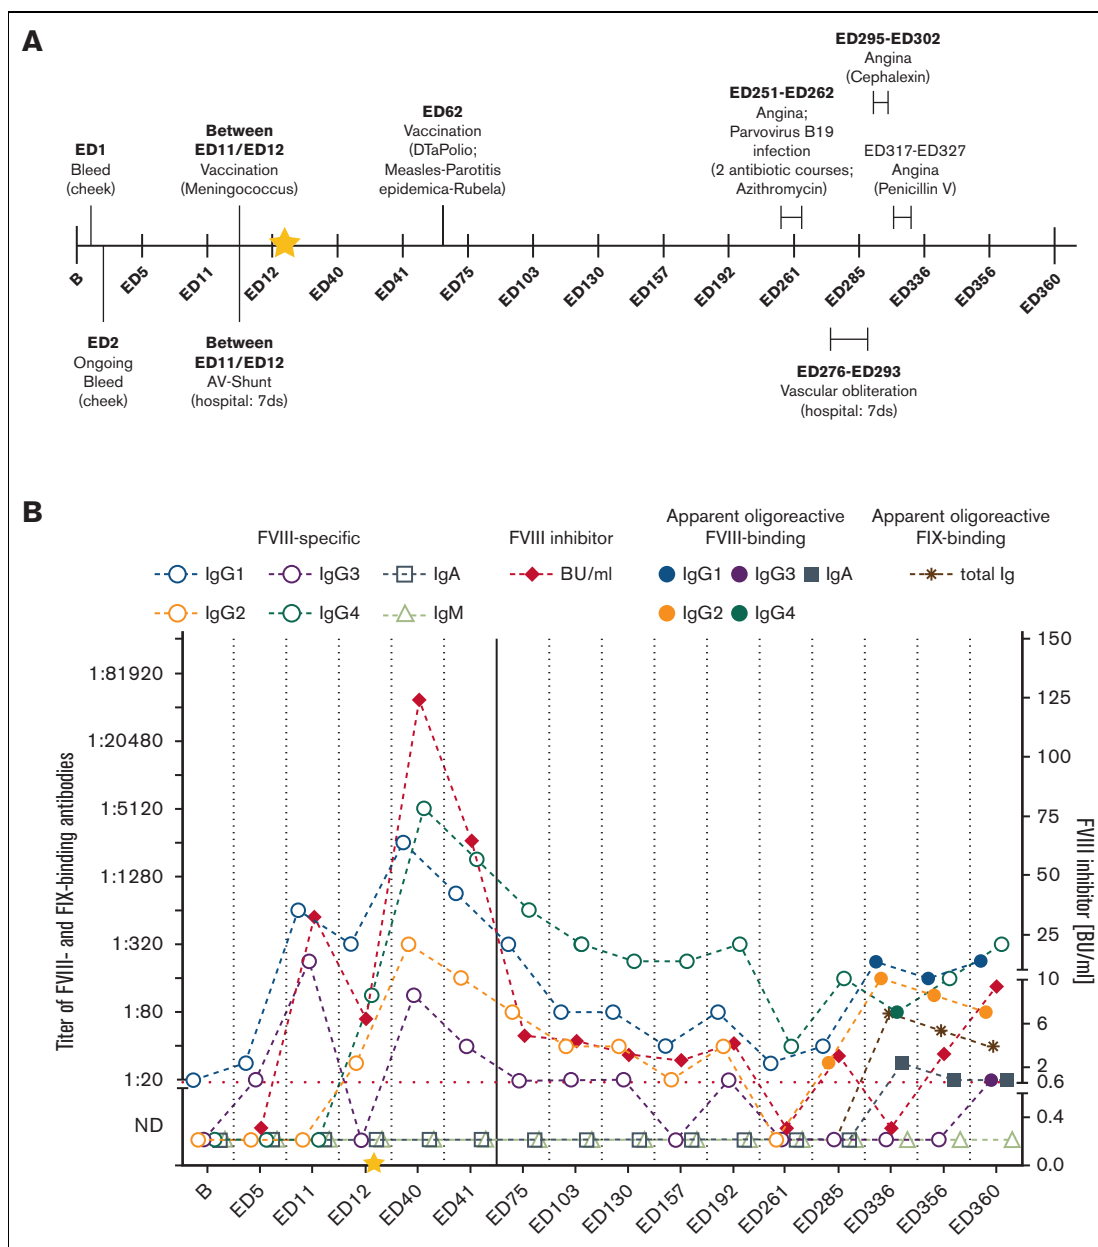 A
ED1
Bleed
(cheek)
Between
ED11/ED12
Vaccination
(Meningococcus)
ED62
Vaccination
(DTaPolio;
Measles-Parotitis
epidemica-Rubela)
ED251-ED262
Angina;
Parvovirus B19
infection
(2 antibiotic courses;
Azithromycin)
ED295-ED302
Angina
(Cephalexin)
ED317-ED327
Angina
(Penicillin V)
B
ED5
ED11
ED12
ED40
ED41
ED75
ED103
ED130
ED157
ED192
ED261
ED285
ED336
ED356
ED360
ED2
Ongoing
Bleed
(cheek)
Between
ED11/ED12
AV-Shunt
(hospital: 7ds)
ED276-ED293
Vascular obliteration
(hospital: 7ds)
B
FVIII-specific
IgG1
IgG3
IgA
IgG2
IgG4
IgM
FVIII inhibitor
BU/ml
Apparent oligoreactive
FVIII-binding
IgG1
IgG3
IgA
IgG2
IgG4
Apparent oligoreactive
FIX-binding
total Ig
Titer of FVIII- and FIX-binding antibodies
1:81920
1:20480
1:5120
1:1280
1:320
1:80
1:20
ND
150
125
100
75
50
25
10
6
2
0.6
0.4
0.0
FVIII inhibitor [BU/ml]
B
ED5
ED11
ED12
ED40
ED41
ED75
ED103
ED130
ED157
ED192
ED261
ED285
ED336
ED356
ED360